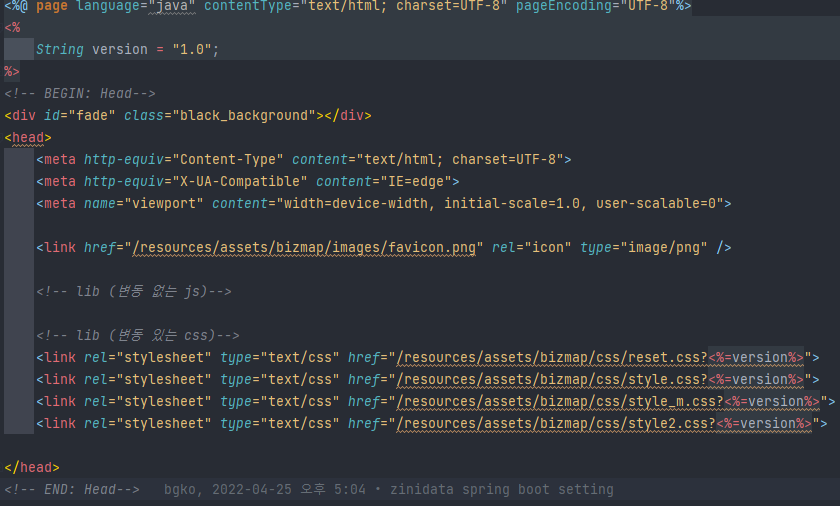 <%@ page language="java" contentType="text/html; charset=UTF-8" pageEncoding="UTF-8"%>
<%
String version = "1.0";
%>
<!-- BEGIN: Head-->
<div id="fade" class="black_background"></div>
<head>
<meta http-equiv="Content-Type" content="text/html; charset=UTF-8">
<meta http-equiv="X-UA-Compatible" content="IE=edge">
<meta name="viewport" content="width=device-width, initial-scale=1.0, user-scalable=0">
<link href="/resources/assets/bizmap/images/favicon.png" rel="icon" type="image/png" />
<!-- lib (변동 없는 js)-->
<!-- lib (변동 있는 css)-->
<link rel="stylesheet" type="text/css" href="/resources/assets/bizmap/css/reset.css?<%=version%>">
<link rel="stylesheet" type="text/css" href="/resources/assets/bizmap/css/style.css?<%=version%>">
<link rel="stylesheet" type="text/css" href="/resources/assets/bizmap/css/style_m.css?<%=version%>">
<link rel="stylesheet" type="text/css" href="/resources/assets/bizmap/css/style2.css?<%=version%>">
</head>
<!-- END: Head--> bgko, 2022-04-25 오후 5:04 • zinidata spring boot setting